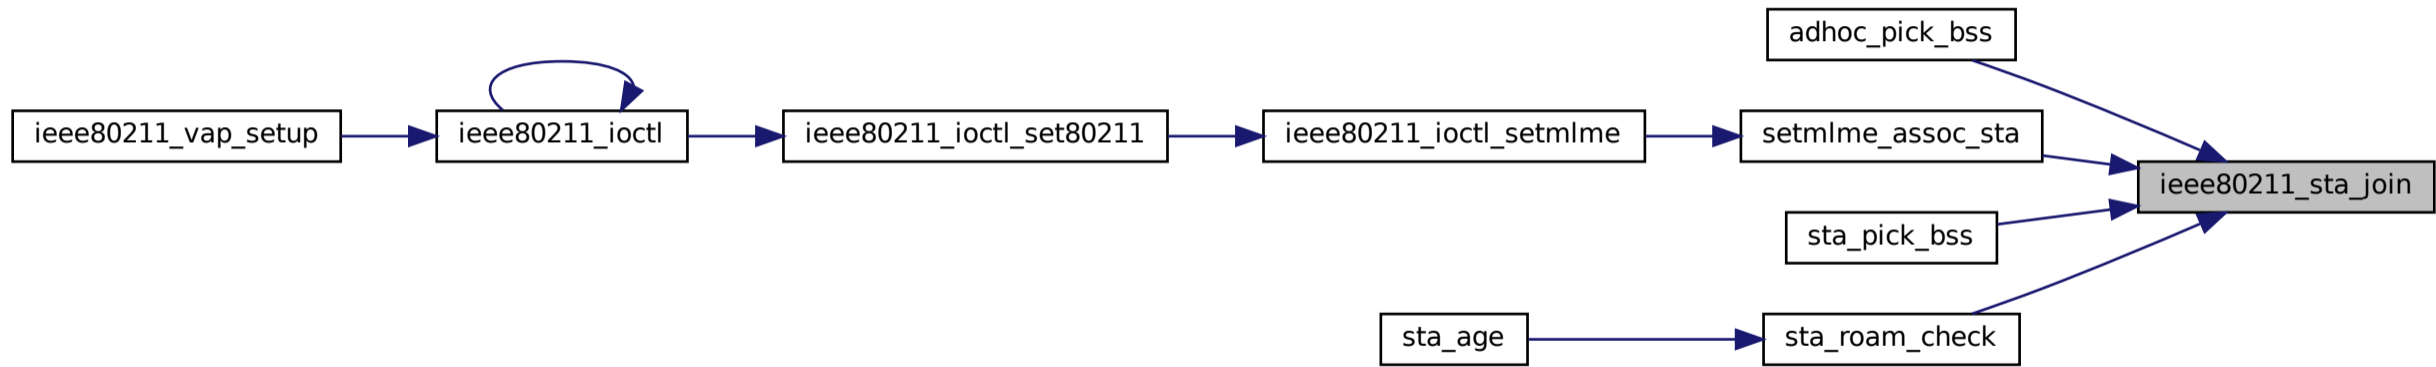 adhoc_pick_bss
ieee80211_vap_setup
ieee80211_ioctl
ieee80211_ioctl_set80211
ieee80211_ioctl_setmlme
setmlme_assoc_sta
ieee80211_sta_join
sta_pick_bss
sta_age
sta_roam_check